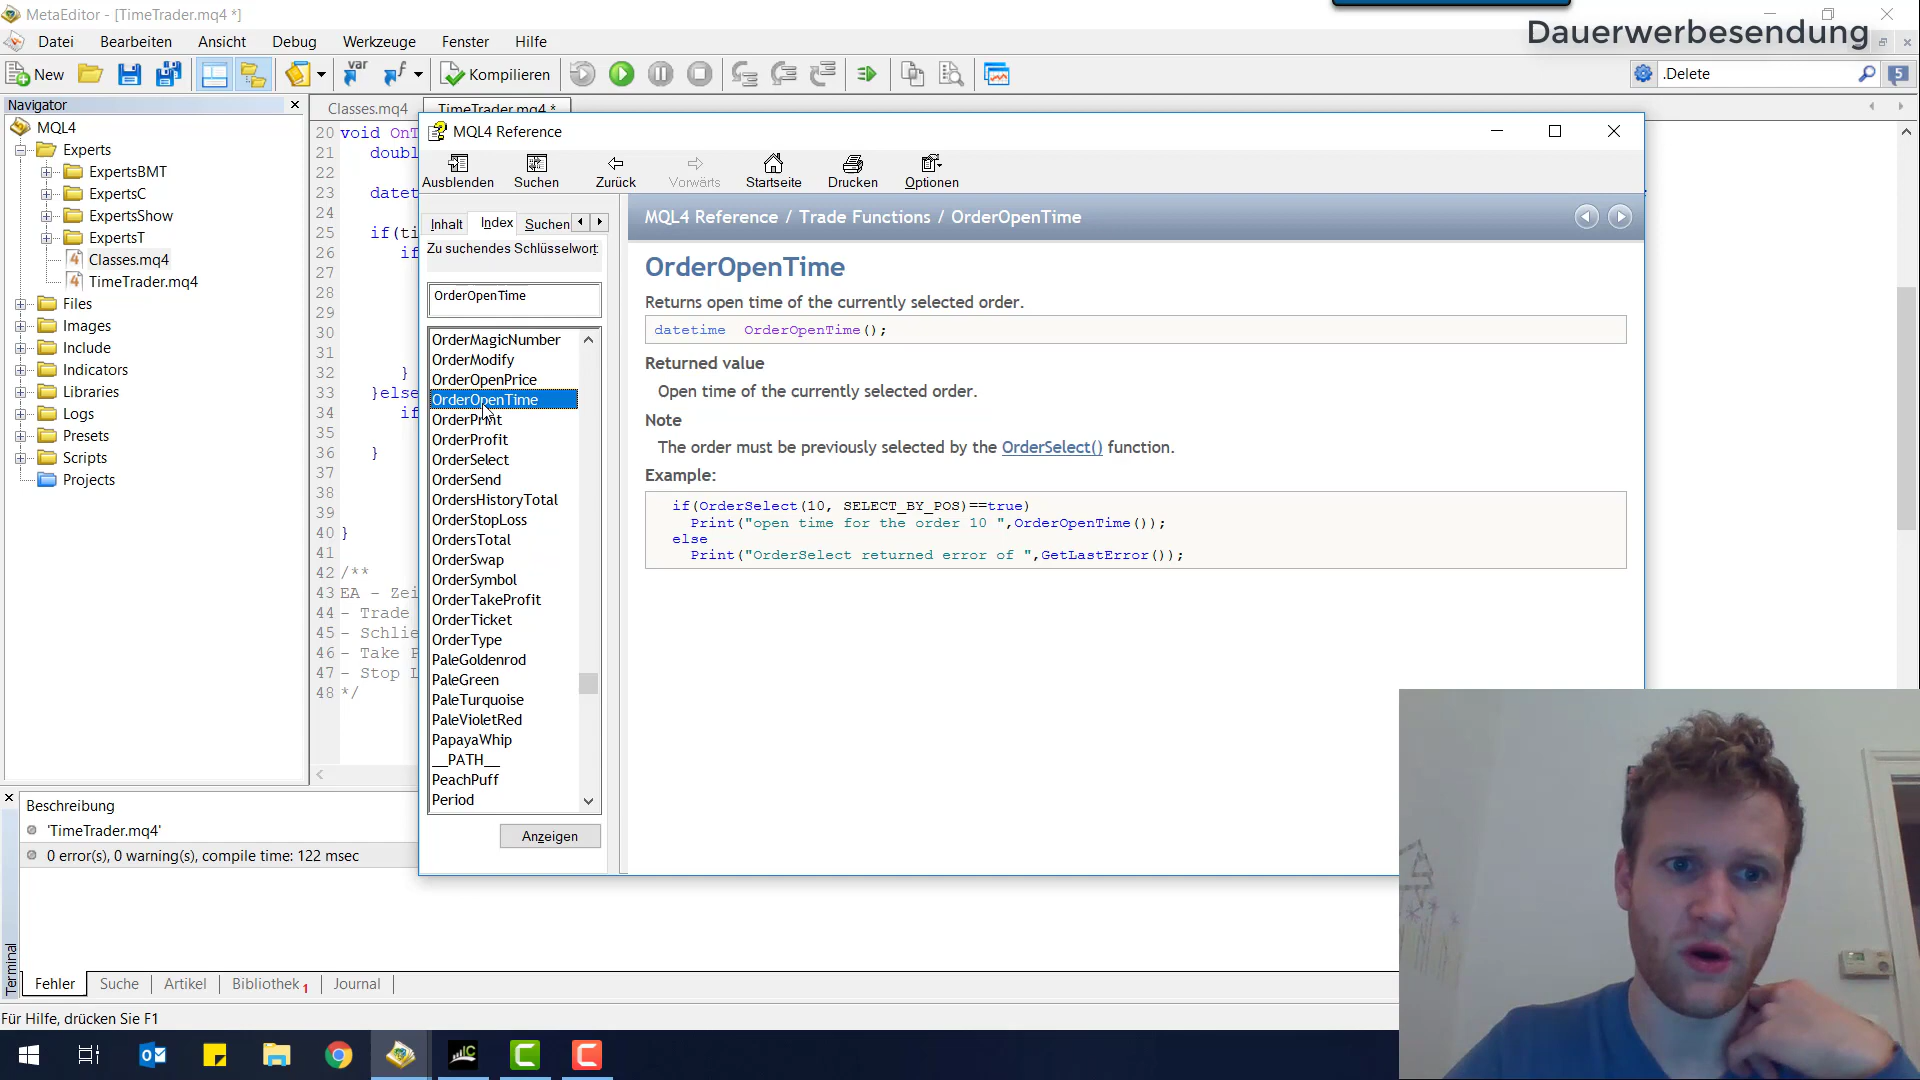 MetaEditor - [TimeTrader.mq4 *]
Dauerwerbesendung
Datei Bearbeiten Ansicht Debug Werkzeuge Fenster Hilfe
New var f Kompilieren .Delete 5
Navigator
Classes.mq4 TimeTrader.mq4 *
MQL4
Experts
ExpertsBMT
ExpertsC
ExpertsShow
ExpertsT
Classes.mq4
TimeTrader.mq4
Files
Images
Include
Indicators
Libraries
Logs
Presets
Scripts
Projects
20 void OnT
21 doubl
22
23 datet
24
25 if(ti
26 if
27
28
29
30
31
32 }
33 }else
34 if
35
36 }
37
38
39
40 }
41
42 /**
43 EA - Zei
44 - Trade
45 - Schlie
46 - Take P
47 - Stop L
48 */
MQL4 Reference
Ausblenden Suchen Zurück Vorwärts Startseite Drucken Optionen
Inhalt Index Suchen
Zu suchendes Schlüsselwort:
OrderOpenTime
OrderMagicNumber
OrderModify
OrderOpenPrice
OrderOpenTime
OrderPrint
OrderProfit
OrderSelect
OrderSend
OrdersHistoryTotal
OrderStopLoss
OrdersTotal
OrderSwap
OrderSymbol
OrderTakeProfit
OrderTicket
OrderType
PaleGoldenrod
PaleGreen
PaleTurquoise
PaleVioletRed
PapayaWhip
__PATH__
PeachPuff
Period
Anzeigen
MQL4 Reference / Trade Functions / OrderOpenTime
OrderOpenTime
Returns open time of the currently selected order.
datetime OrderOpenTime();
Returned value
Open time of the currently selected order.
Note
The order must be previously selected by the OrderSelect() function.
Example:
if(OrderSelect(10, SELECT_BY_POS)==true)
Print("open time for the order 10 ",OrderOpenTime());
else
Print("OrderSelect returned error of ",GetLastError());
Beschreibung
'TimeTrader.mq4'
0 error(s), 0 warning(s), compile time: 122 msec
Terminal
Fehler Suche Artikel Bibliothek 1 Journal
Für Hilfe, drücken Sie F1